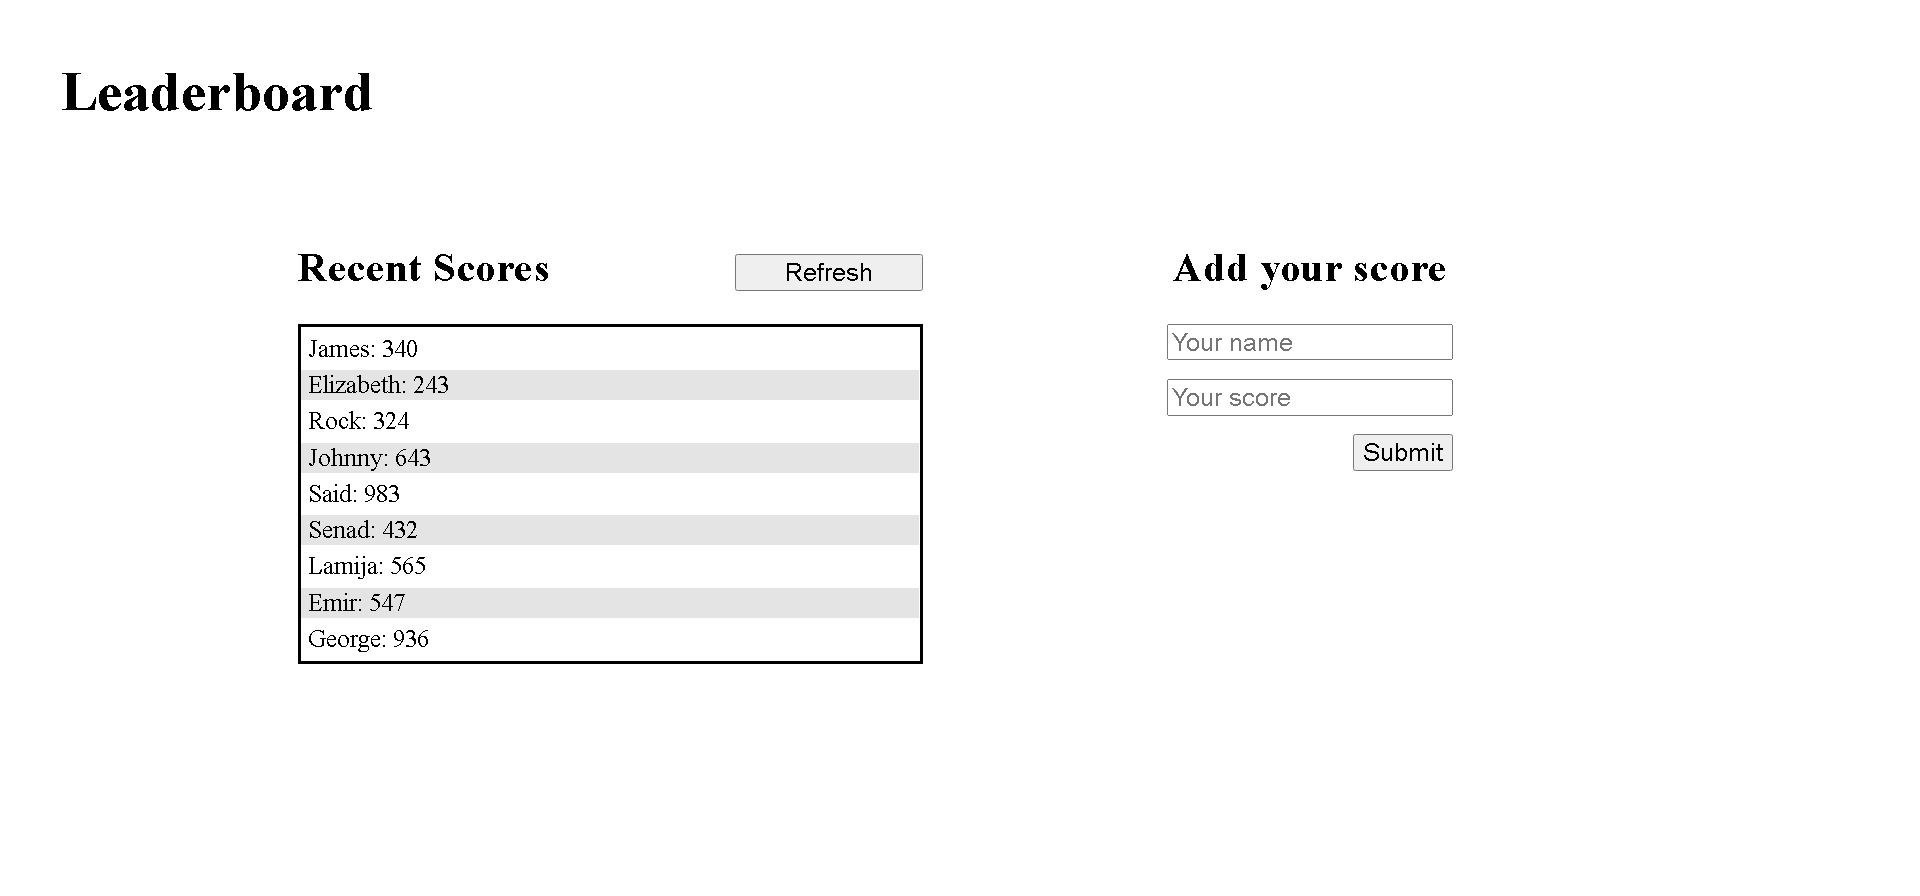 Leaderboard
Recent Scores
Refresh
James: 340
Elizabeth: 243
Rock: 324
Johnny: 643
Said: 983
Senad: 432
Lamija: 565
Emir: 547
George: 936
Add your score
Your name
Your score
Submit